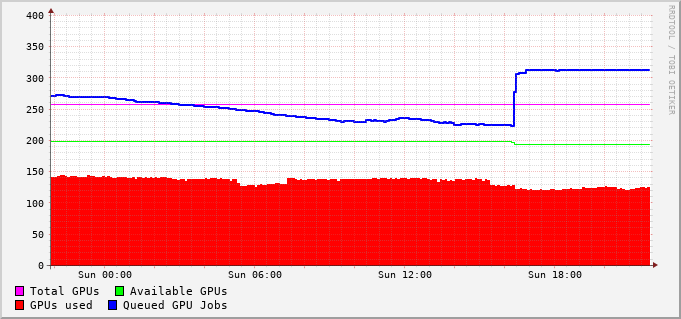 400
350
300
250
200
150
100
50
0
Sun 00:00 Sun 06:00 Sun 12:00 Sun 18:00
Total GPUs Available GPUs
GPUs used Queued GPU Jobs
RRDTOOL / TOBI OETIKER